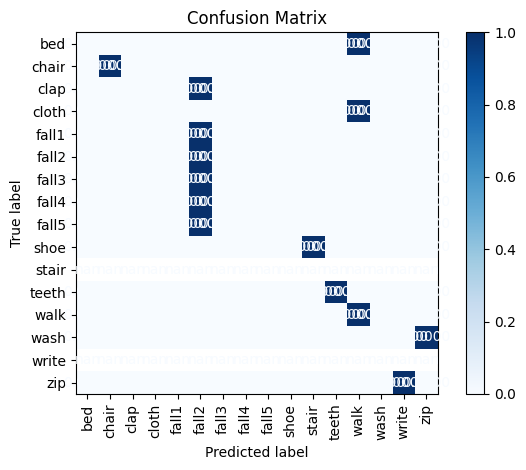 Confusion Matrix
bed
chair
clap
cloth
fall1
fall2
fall3
fall4
fall5
shoe
stair
teeth
walk
wash
write
zip
True label
bed
chair
clap
cloth
fall1
fall2
fall3
fall4
fall5
shoe
stair
teeth
walk
wash
write
zip
Predicted label
1.0
0.8
0.6
0.4
0.2
0.0